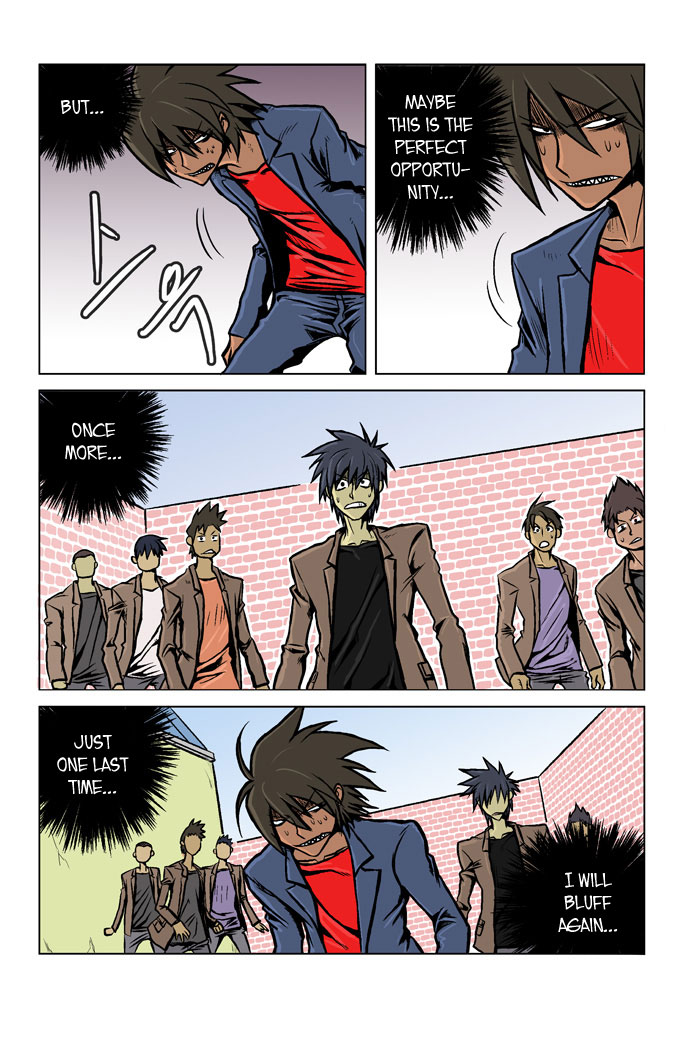 BUT...
MAYBE
THIS IS THE
PERFECT
OPPORTU-
NITY...
ONCE
MORE...
JUST
ONE LAST
TIME...
I WILL
BLUFF
AGAIN...